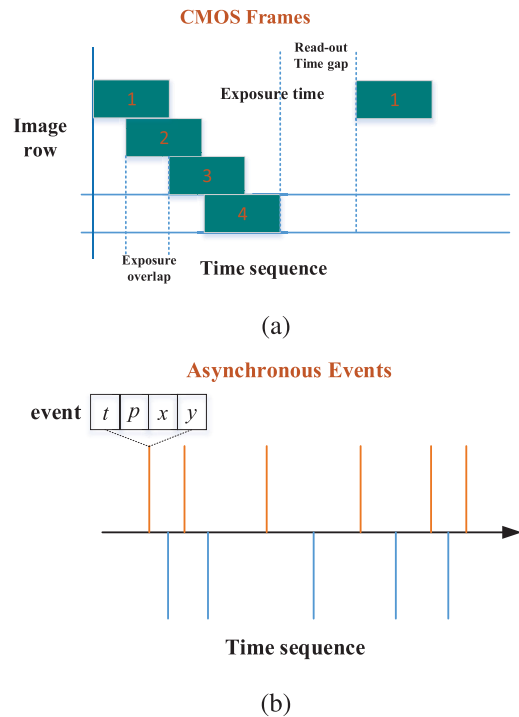 CMOS Frames
Read-out
Time gap
1
Exposure time
1
Image
row
2
3
4
Exposure
overlap
Time sequence
(a)
Asynchronous Events
event t p x y
Time sequence
(b)